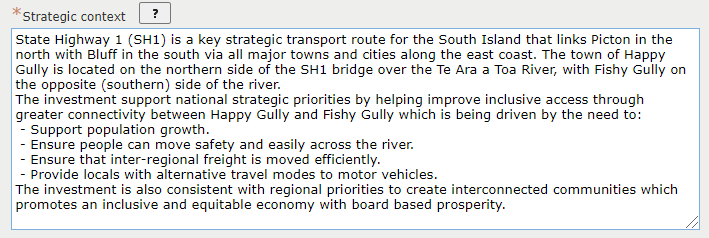 *Strategic context ?
State Highway 1 (SH1) is a key strategic transport route for the South Island that links Picton in the
north with Bluff in the south via all major towns and cities along the east coast. The town of Happy
Gully is located on the northern side of the SH1 bridge over the Te Ara a Toa River, with Fishy Gully on
the opposite (southern) side of the river.
The investment support national strategic priorities by helping improve inclusive access through
greater connectivity between Happy Gully and Fishy Gully which is being driven by the need to:
- Support population growth.
- Ensure people can move safety and easily across the river.
- Ensure that inter-regional freight is moved efficiently.
- Provide locals with alternative travel modes to motor vehicles.
The investment is also consistent with regional priorities to create interconnected communities which
promotes an inclusive and equitable economy with board based prosperity.